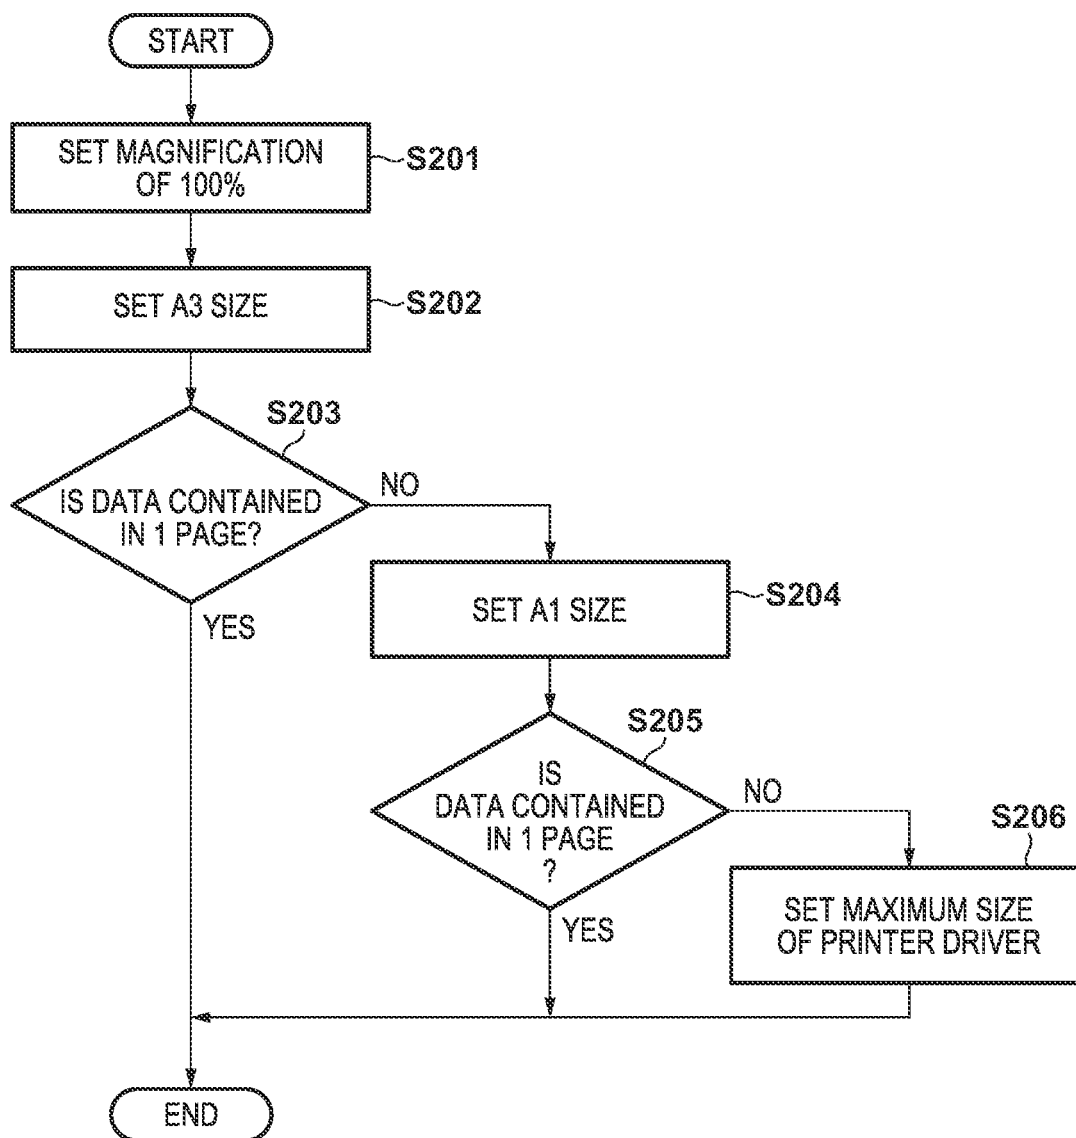 START
SET MAGNIFICATION
OF 100%
S201
SET A3 SIZE
S202
S203
IS DATA CONTAINED
IN 1 PAGE?
NO
YES
SET A1 SIZE
S204
S205
IS
DATA CONTAINED
IN 1 PAGE
?
NO
YES
S206
SET MAXIMUM SIZE
OF PRINTER DRIVER
END